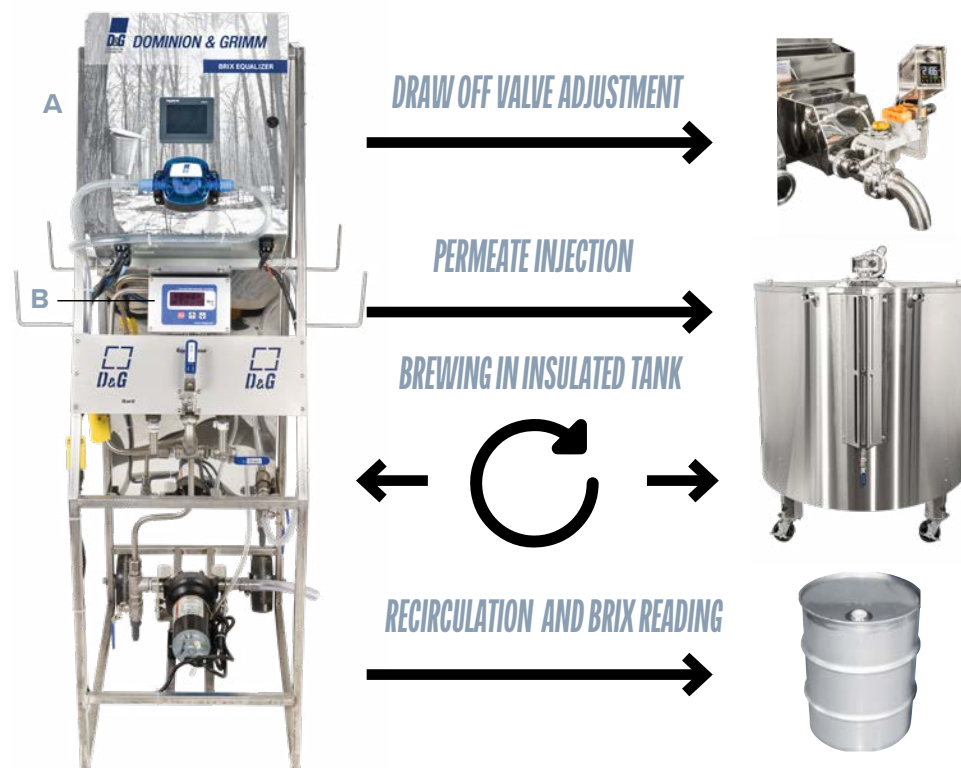 D&G DOMINION & GRIMM
BRIX EQUALIZER
A
DRAW OFF VALVE ADJUSTMENT
PERMEATE INJECTION
B
BREWING IN INSULATED TANK
D&G
D&G
RECIRCULATION AND BRIX READING